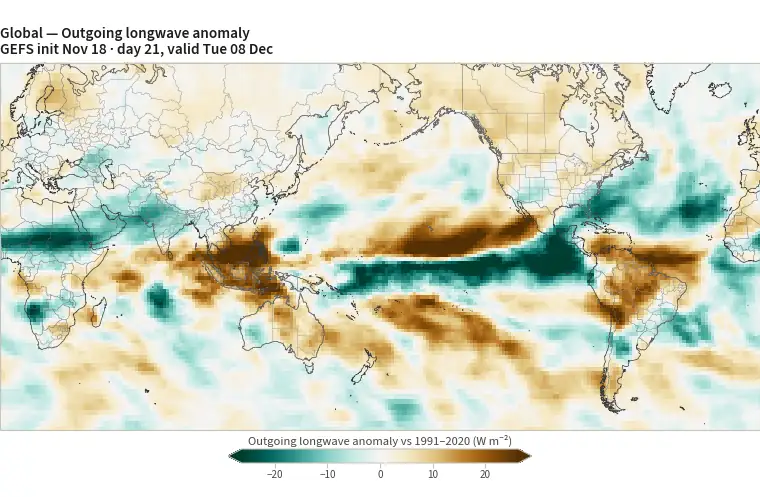 Global — Outgoing longwave anomaly
GEFS init Nov 18 · day 21, valid Tue 08 Dec
Outgoing longwave anomaly vs 1991–2020 (W m⁻²)
−20 −10 0 10 20